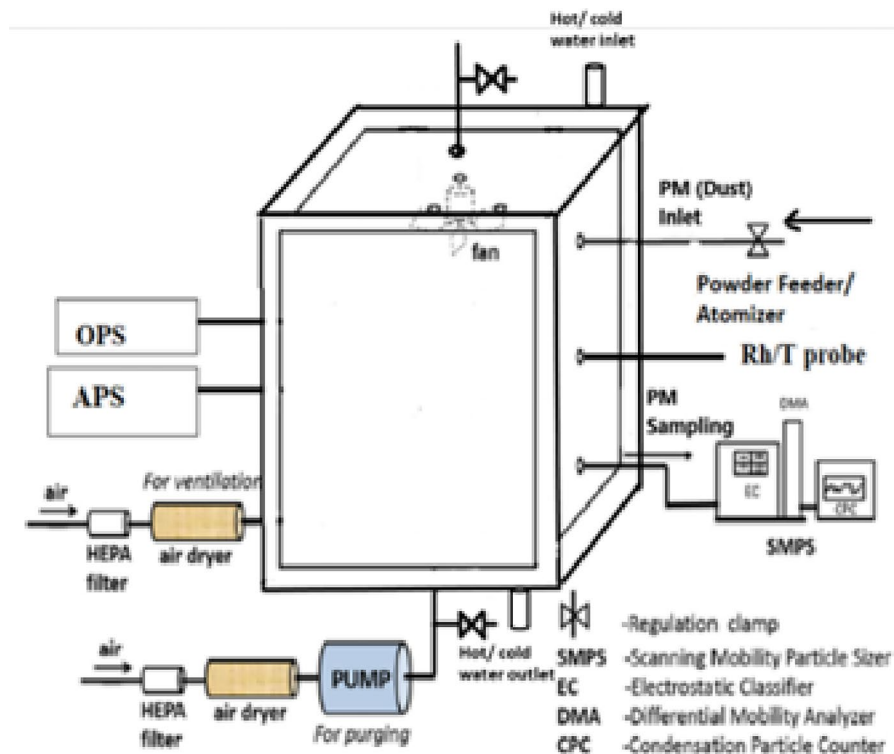 Hot/ cold
water inlet
PM (Dust)
Inlet
fan
Powder Feeder/
Atomizer
OPS
Rh/T probe
APS
PM
Sampling
DMA
For ventilation
air
EC
CPC
HEPA
filter
air dryer
SMPS
-Regulation clamp
Hot/ cold
water outlet
SMPS -Scanning Mobility Particle Sizer
air
PUMP
EC -Electrostatic Classifier
HEPA
filter
air dryer
For purging
DMA -Differential Mobility Analyzer
CPC -Condensation Particle Counter